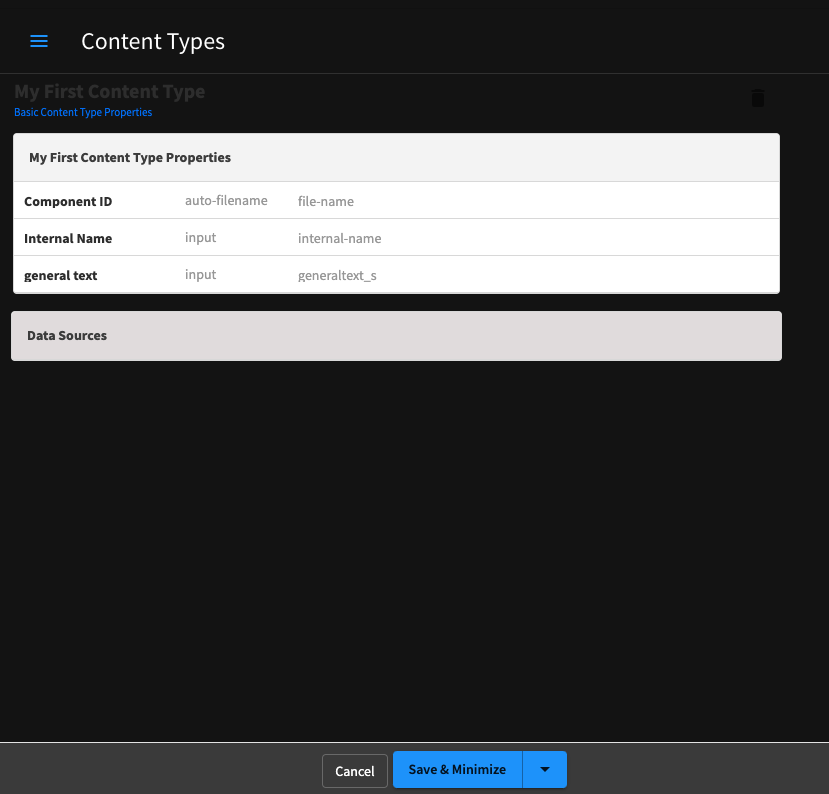 Content Types
My First Content Type
Basic Content Type Properties
My First Content Type Properties
Component ID auto-filename file-name
Internal Name input internal-name
general text input generaltext_s
Data Sources
Cancel Save & Minimize